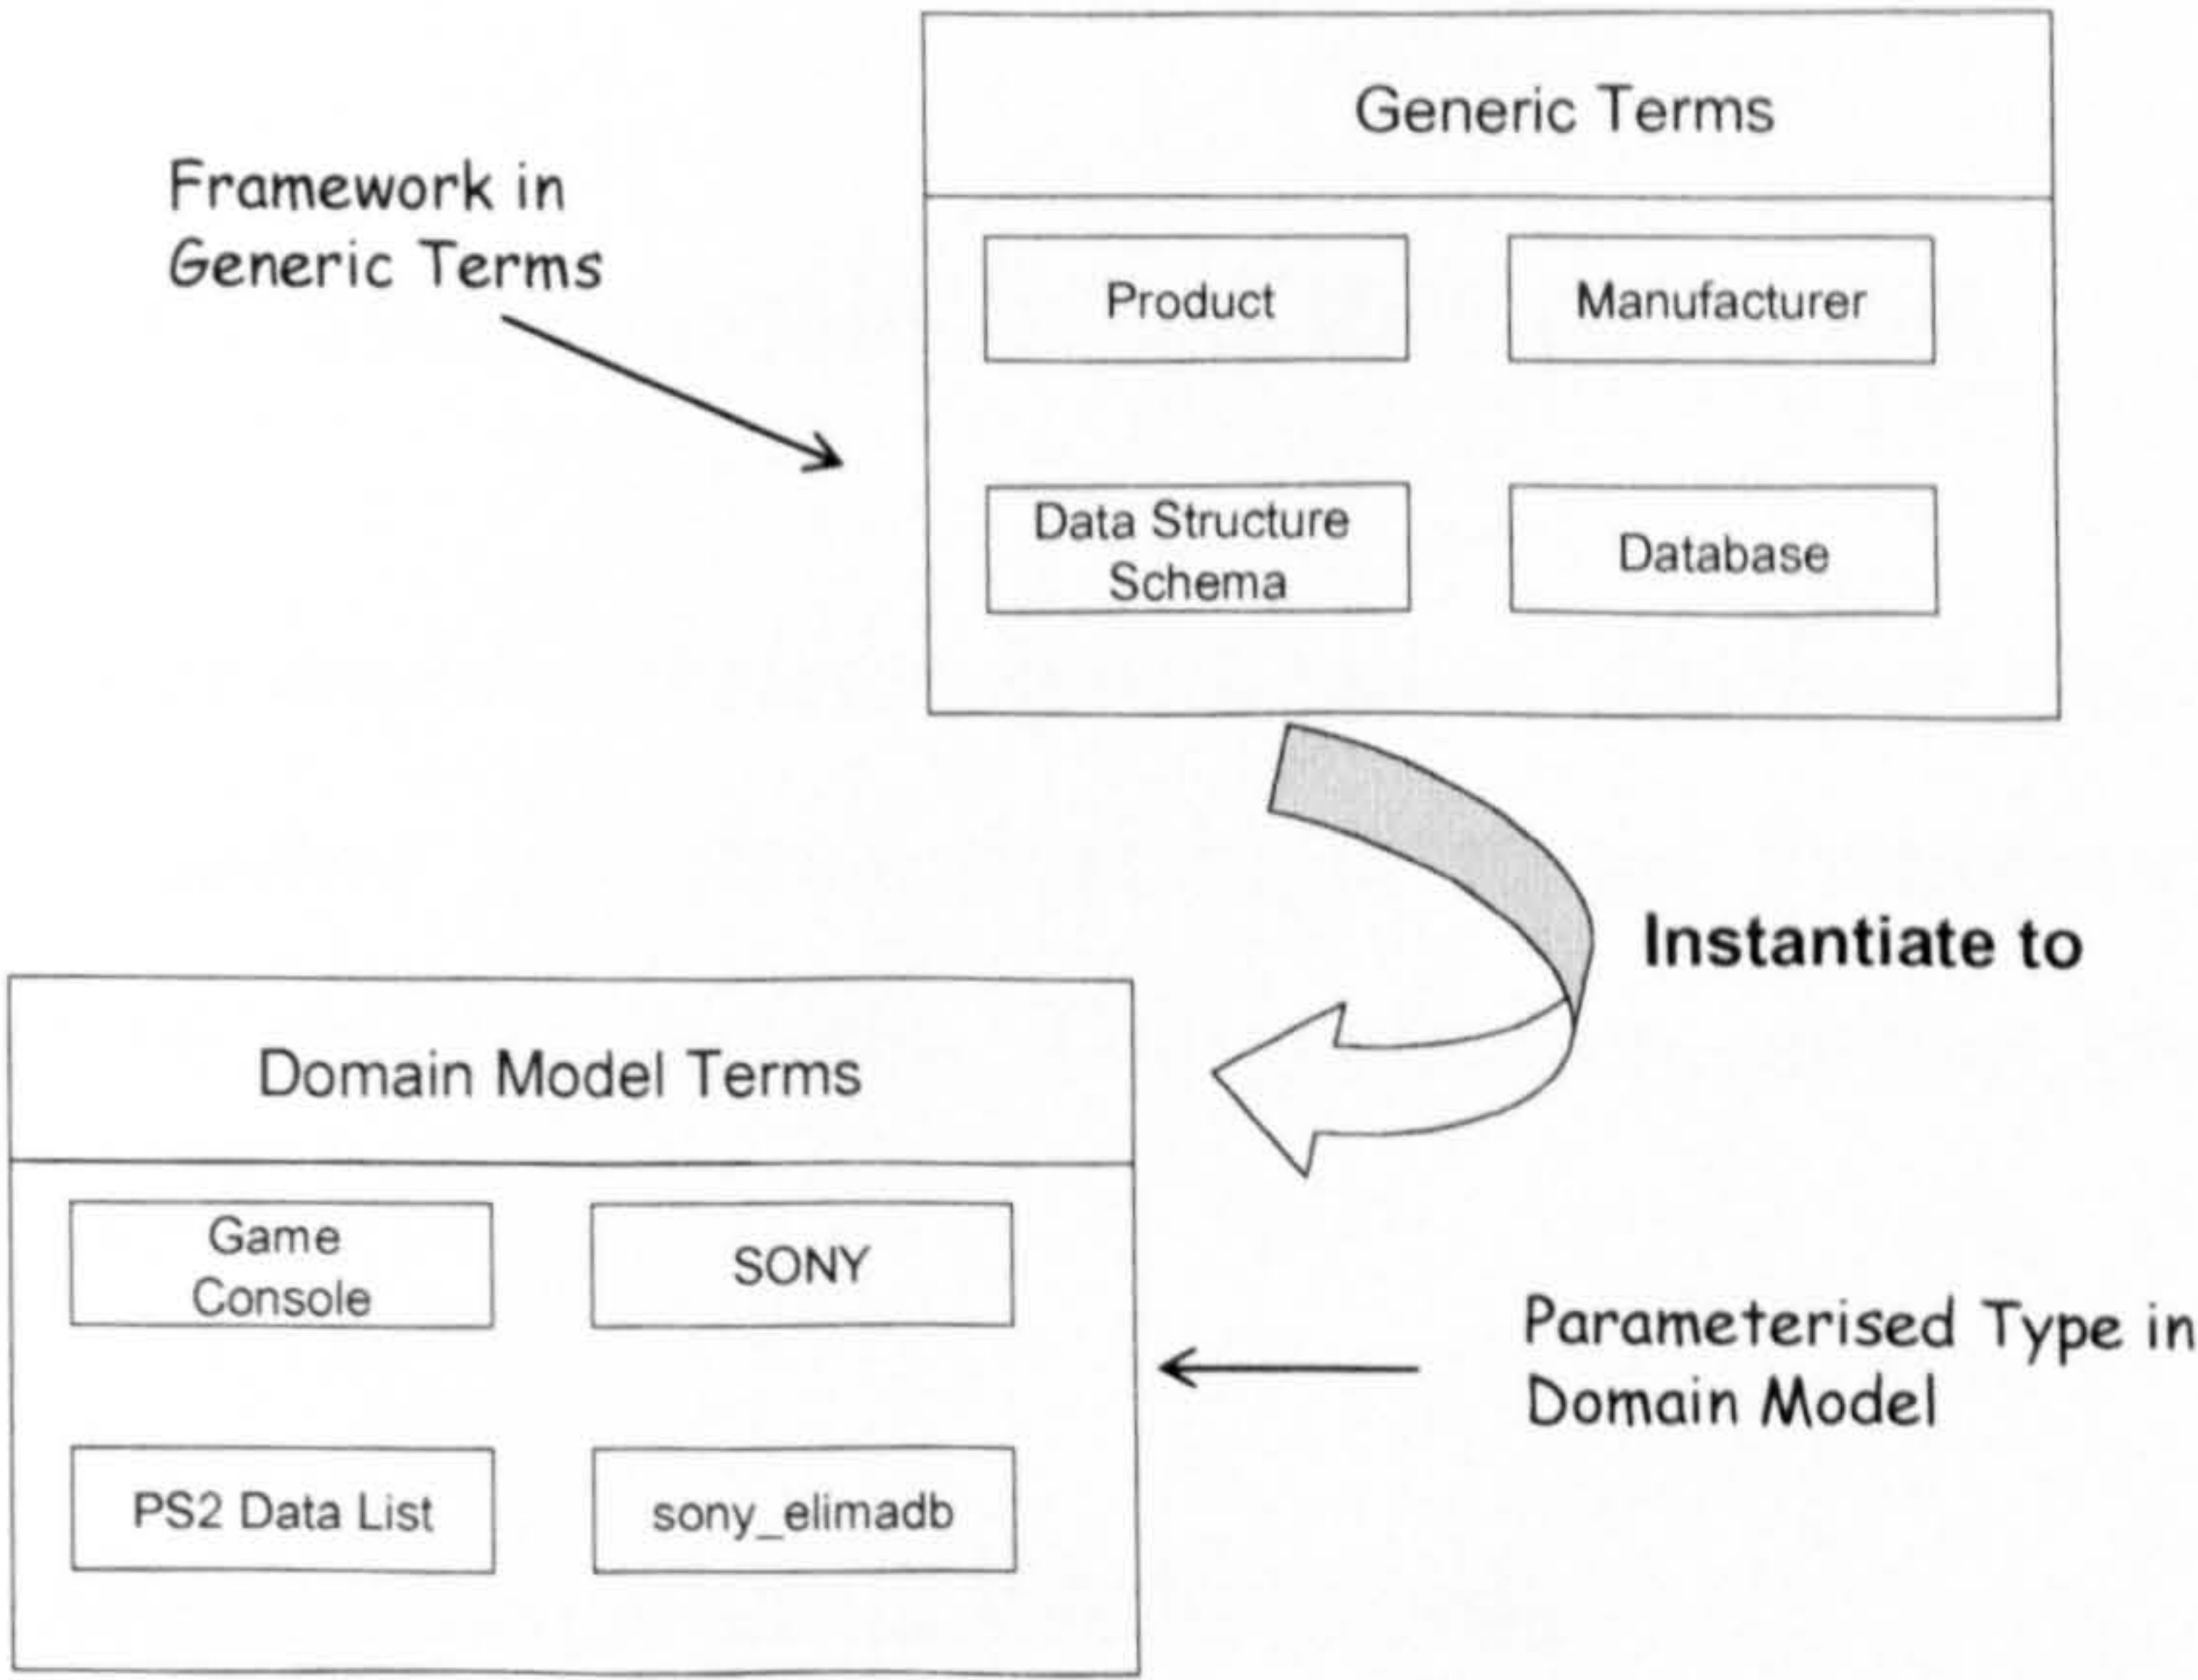 Generic Terms
Framework in
Generic Terms
Product
Manufacturer
Data Structure
Schema
Database
Instantiate to
Domain Model Terms
Game
Console
SONY
PS2 Data List
sony_elimadb
Parameterised Type in
Domain Model